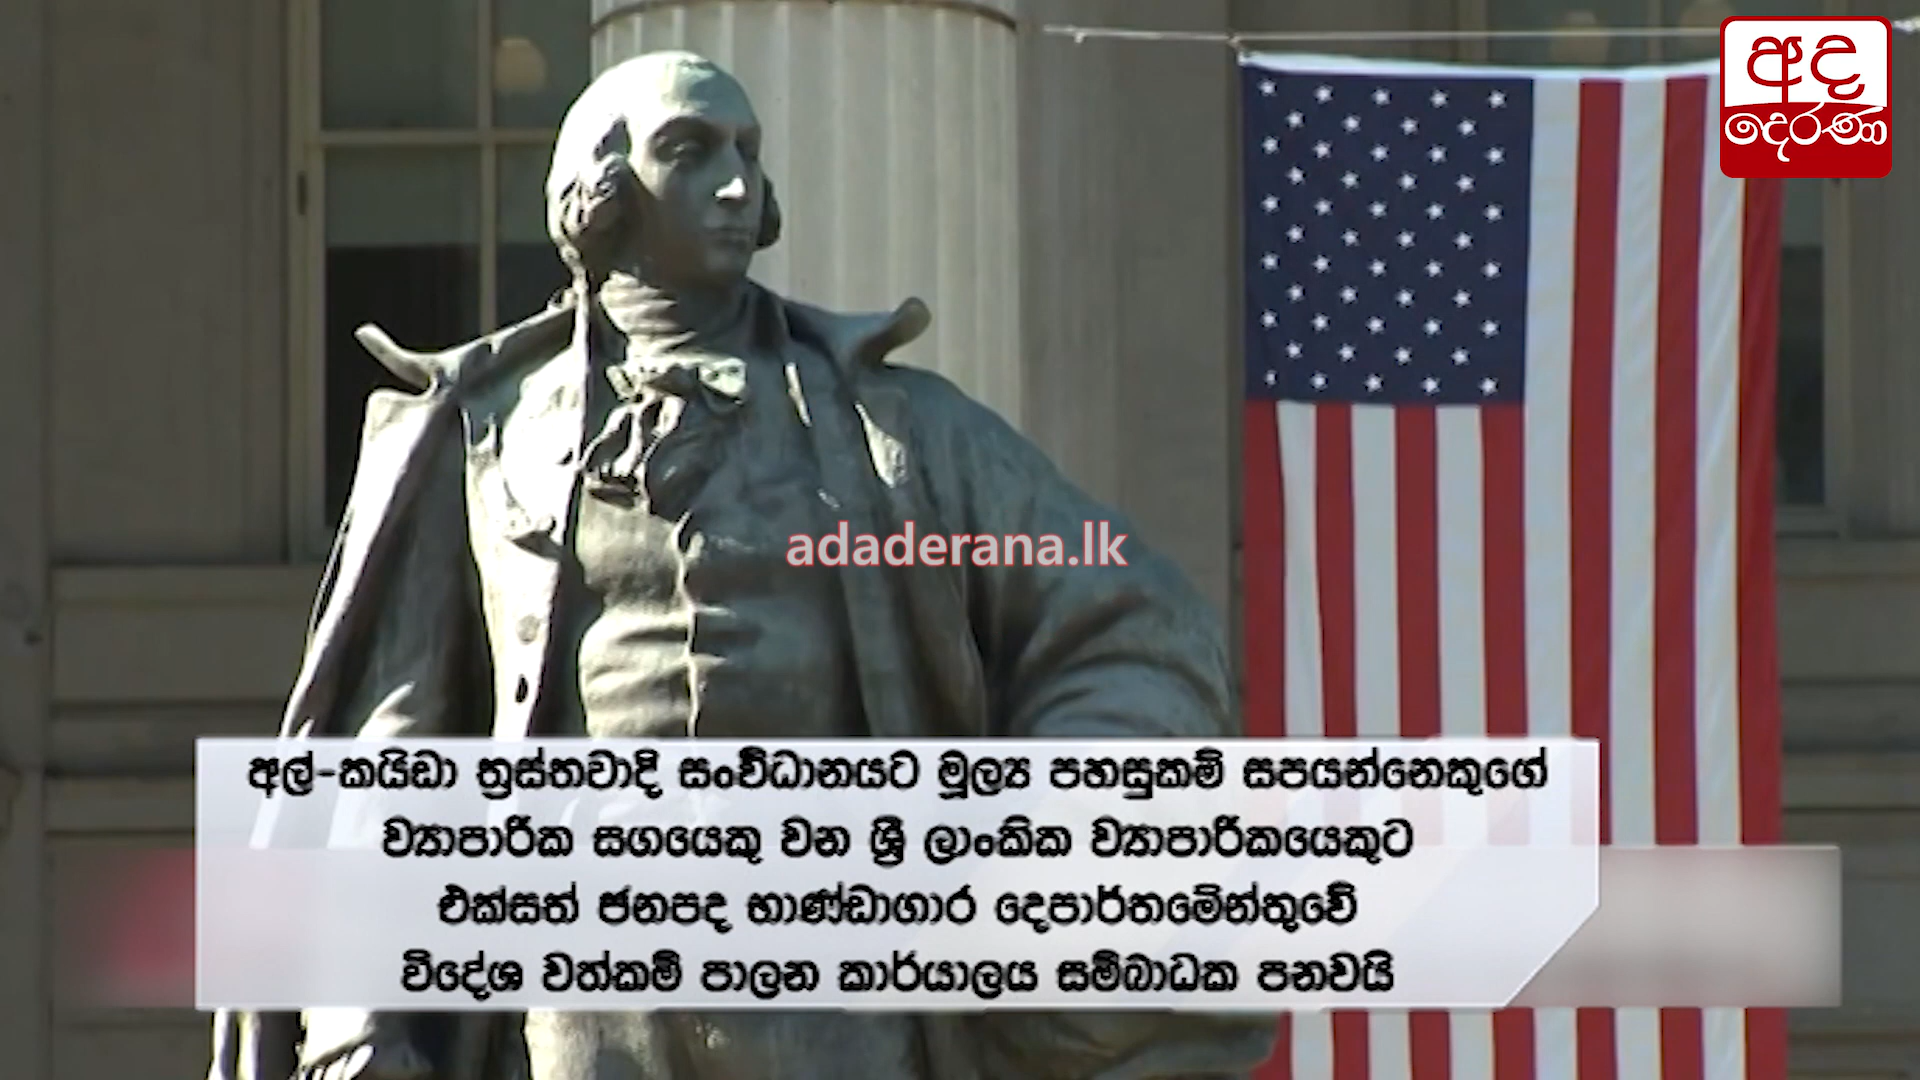 අද
දෙරණ
adaderana.lk
අල්-කයිඩා ත්‍රස්තවාදී සංවිධානයට මූල්‍ය පහසුකම් සපයන්නෙකුගේ
ව්‍යාපාරික සගයෙකු වන ශ්‍රී ලාංකික ව්‍යාපාරිකයෙකුට
එක්සත් ජනපද භාණ්ඩාගාර දෙපාර්තමේන්තුවේ
විදේශ වත්කම් පාලන කාර්යාලය සම්බාධක පනවයි